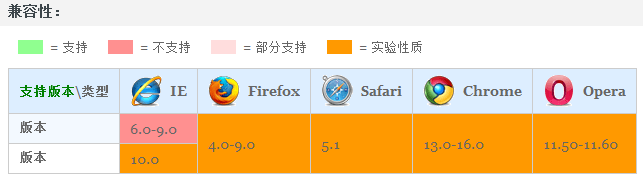 兼容性：
= 支持 = 不支持 = 部分支持 = 实验性质
支持版本\类型 IE Firefox Safari Chrome Opera
版本 6.0-9.0 4.0-9.0 5.1 13.0-16.0 11.50-11.60
版本 10.0